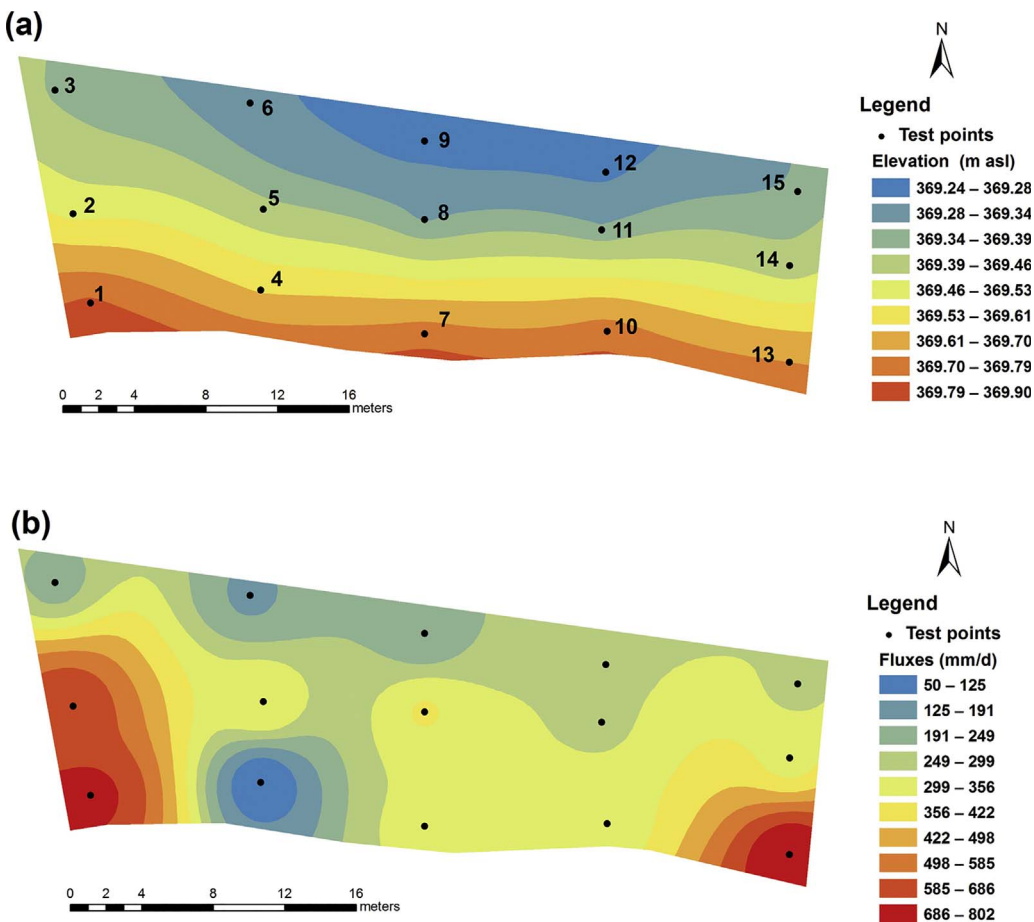 (a)
3
6
9
12
15
2
5
8
11
14
1
4
7
10
13
0 2 4 8 12 16
meters
N
Legend
Test points
Elevation (m asl)
369.24 – 369.28
369.28 – 369.34
369.34 – 369.39
369.39 – 369.46
369.46 – 369.53
369.53 – 369.61
369.61 – 369.70
369.70 – 369.79
369.79 – 369.90
(b)
0 2 4 8 12 16
meters
N
Legend
Test points
Fluxes (mm/d)
50 – 125
125 – 191
191 – 249
249 – 299
299 – 356
356 – 422
422 – 498
498 – 585
585 – 686
686 – 802